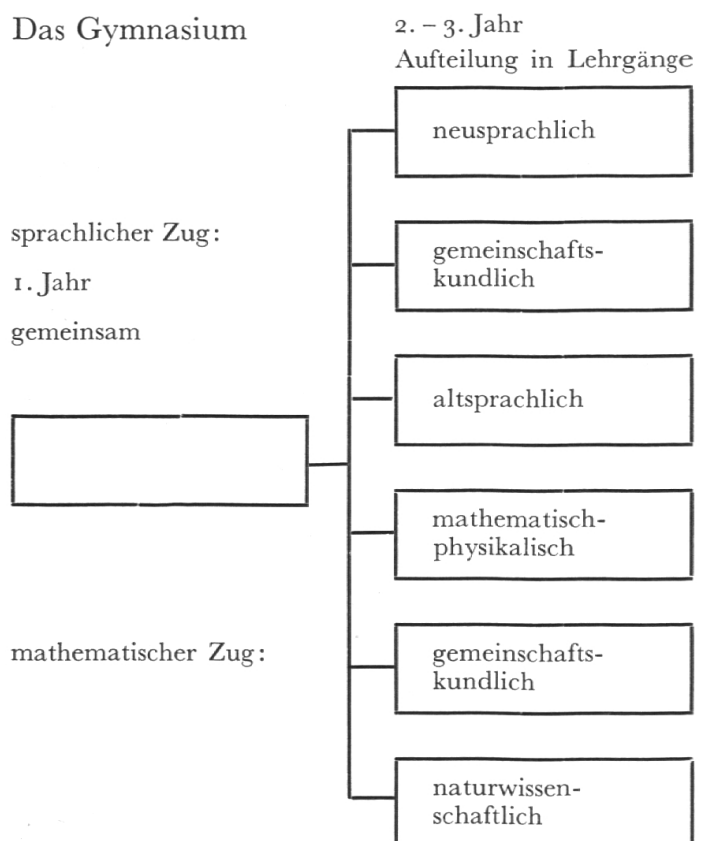 Das Gymnasium
2. – 3. Jahr
Aufteilung in Lehrgänge
neusprachlich
sprachlicher Zug:
1. Jahr
gemeinsam
gemeinschafts-
kundlich
altsprachlich
mathematisch-
physikalisch
mathematischer Zug:
gemeinschafts-
kundlich
naturwissen-
schaftlich